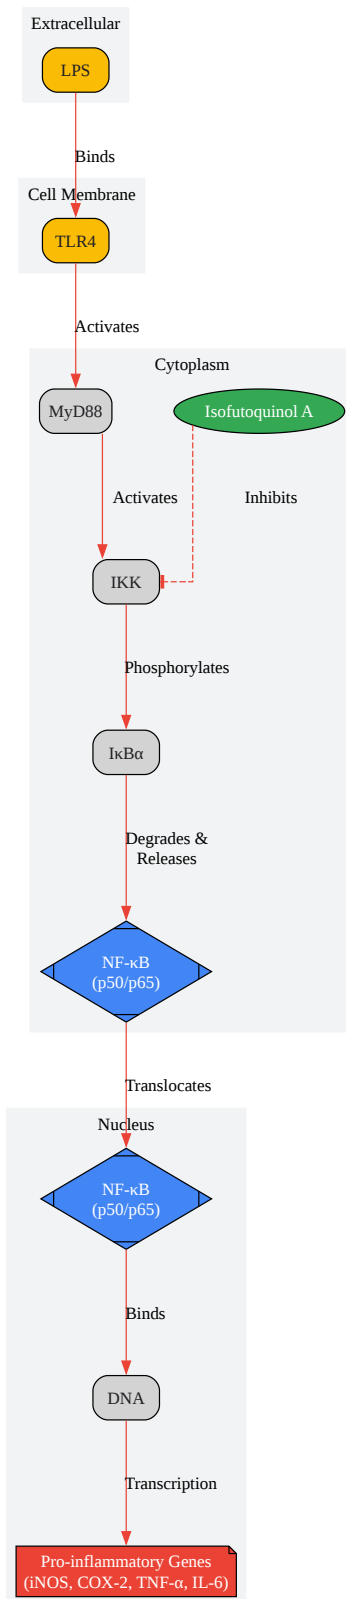 Extracellular
LPS
Binds
Cell Membrane
TLR4
Activates
Cytoplasm
MyD88
Isofutoquinol A
Activates
Inhibits
IKK
Phosphorylates
IκBα
Degrades &
Releases
NF-κB
(p50/p65)
Translocates
Nucleus
NF-κB
(p50/p65)
Binds
DNA
Transcription
Pro-inflammatory Genes
(iNOS, COX-2, TNF-α, IL-6)